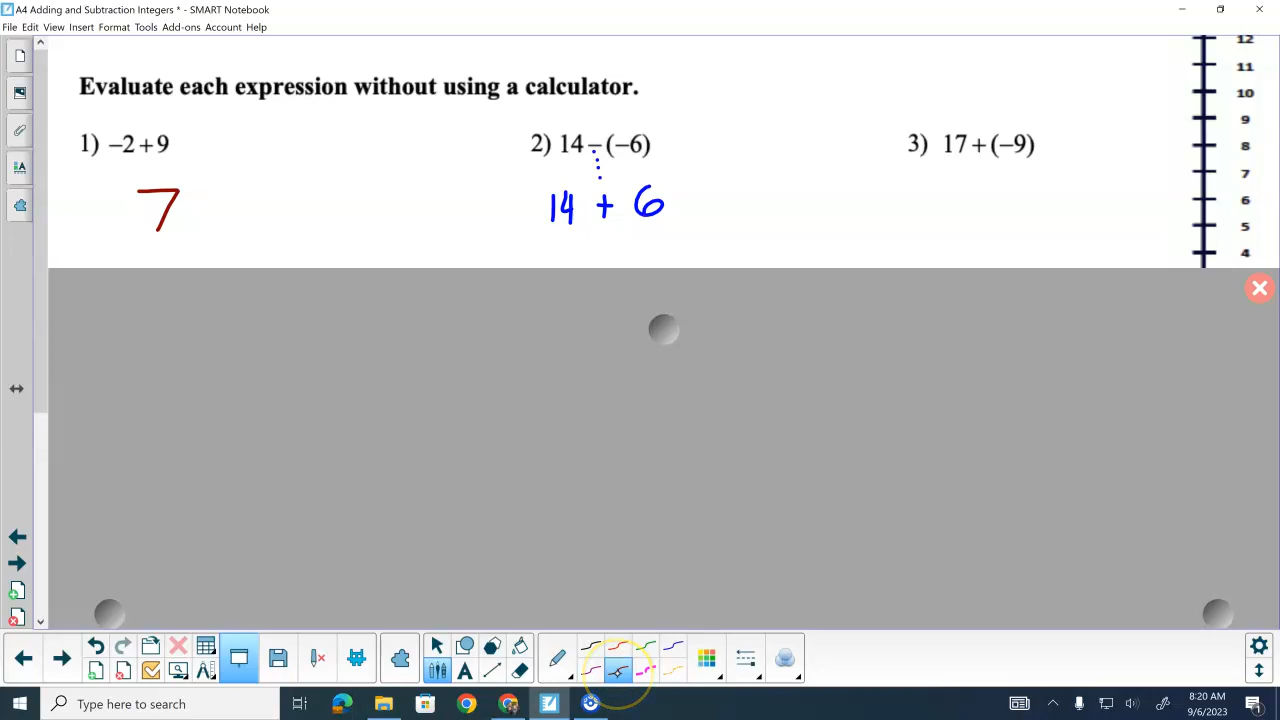 A4 Adding and Subtraction Integers * - SMART Notebook
File Edit View Insert Format Tools Add-ons Account Help
Evaluate each expression without using a calculator.
1) −2 + 9
2) 14 − (−6)
3) 17 + (−9)
7
14 + 6
12
11
10
9
8
7
6
5
4
Type here to search
8:20 AM
9/6/2023
1